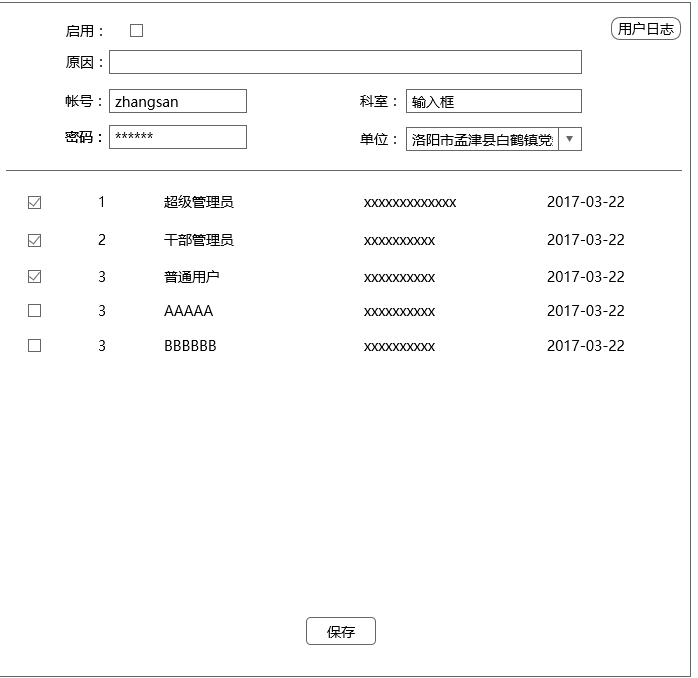 启用： 用户日志
原因：
帐号： zhangsan 科室： 输入框
密码： ****** 单位： 洛阳市孟津县白鹤镇党
1 超级管理员 xxxxxxxxxxxxx 2017-03-22
2 干部管理员 xxxxxxxxxx 2017-03-22
3 普通用户 xxxxxxxxxx 2017-03-22
3 AAAAA xxxxxxxxxx 2017-03-22
3 BBBBBB xxxxxxxxxx 2017-03-22
保存